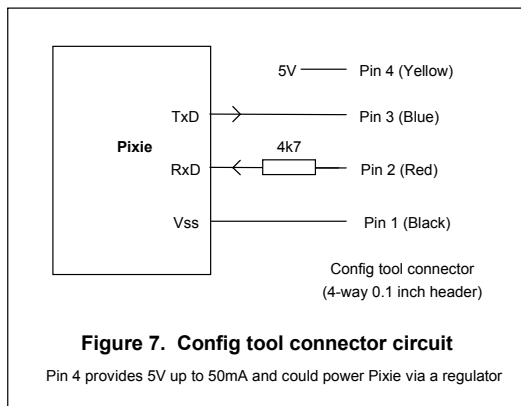 5V
Pin 4 (Yellow)
TxD
Pin 3 (Blue)
Pixie
4k7
RxD
Pin 2 (Red)
Vss
Pin 1 (Black)
Config tool connector
(4-way 0.1 inch header)
Figure 7. Config tool connector circuit
Pin 4 provides 5V up to 50mA and could power Pixie via a regulator